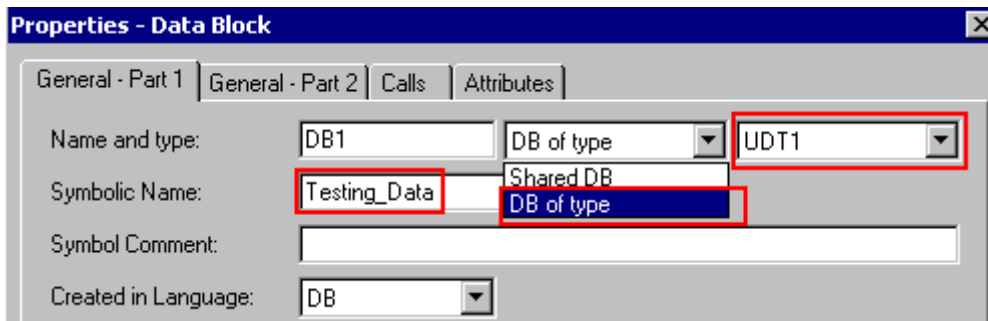 Properties - Data Block
General - Part 1 General - Part 2 Calls Attributes
Name and type: DB1 DB of type UDT1
Shared DB
Symbolic Name: Testing_Data DB of type
Symbol Comment:
Created in Language: DB